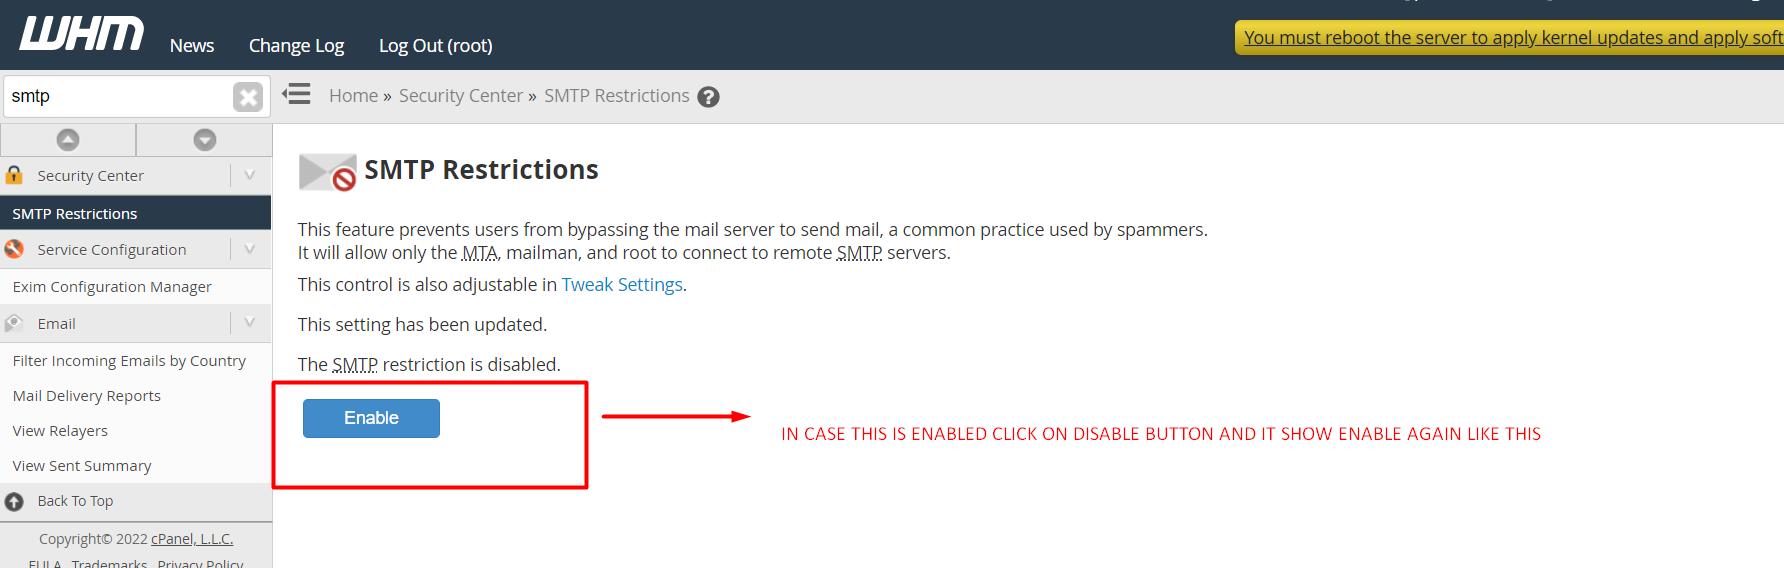 WHM
News Change Log Log Out (root)
You must reboot the server to apply kernel updates and apply soft
smtp
Home » Security Center » SMTP Restrictions ?
Security Center
SMTP Restrictions
Service Configuration
Exim Configuration Manager
Email
Filter Incoming Emails by Country
Mail Delivery Reports
View Relayers
View Sent Summary
Back To Top
Copyright© 2022 cPanel, L.L.C.
EULA Trademarks Privacy Policy
SMTP Restrictions
This feature prevents users from bypassing the mail server to send mail, a common practice used by spammers.
It will allow only the MTA, mailman, and root to connect to remote SMTP servers.
This control is also adjustable in Tweak Settings.
This setting has been updated.
The SMTP restriction is disabled.
Enable
IN CASE THIS IS ENABLED CLICK ON DISABLE BUTTON AND IT SHOW ENABLE AGAIN LIKE THIS